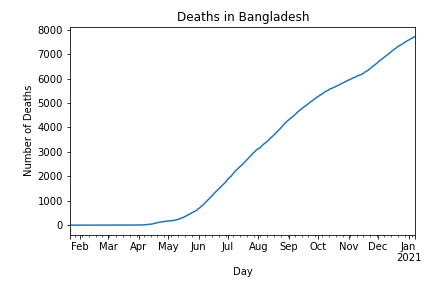 Deaths in Bangladesh
Number of Deaths
8000
7000
6000
5000
4000
3000
2000
1000
0
Feb Mar Apr May Jun Jul Aug Sep Oct Nov Dec Jan
2021
Day